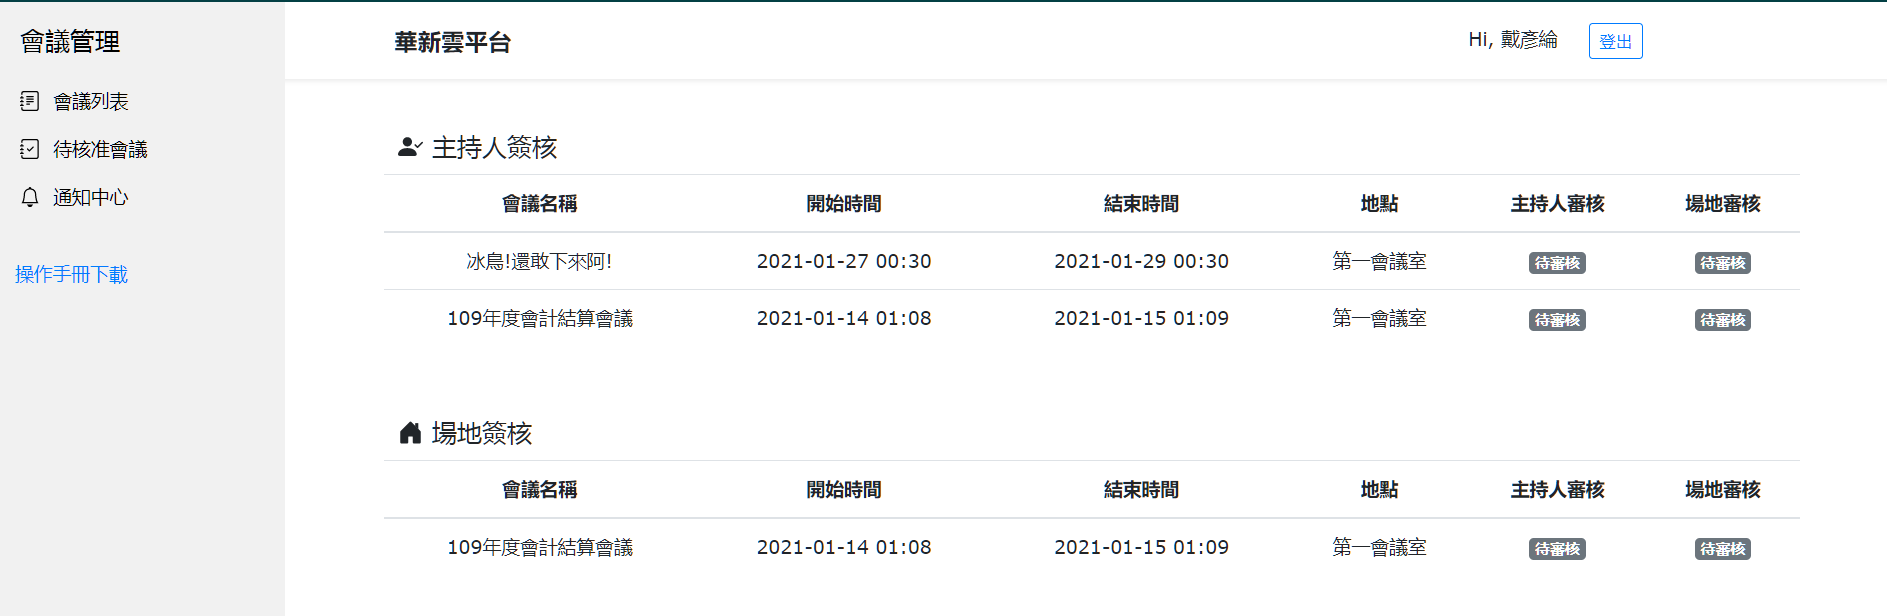 會議管理
會議列表
待核准會議
通知中心
操作手冊下載
華新雲平台
Hi, 戴彥綸
登出
主持人簽核
會議名稱 開始時間 結束時間 地點 主持人審核 場地審核
冰鳥!還敢下來阿! 2021-01-27 00:30 2021-01-29 00:30 第一會議室 待審核 待審核
109年度會計結算會議 2021-01-14 01:08 2021-01-15 01:09 第一會議室 待審核 待審核
場地簽核
會議名稱 開始時間 結束時間 地點 主持人審核 場地審核
109年度會計結算會議 2021-01-14 01:08 2021-01-15 01:09 第一會議室 待審核 待審核